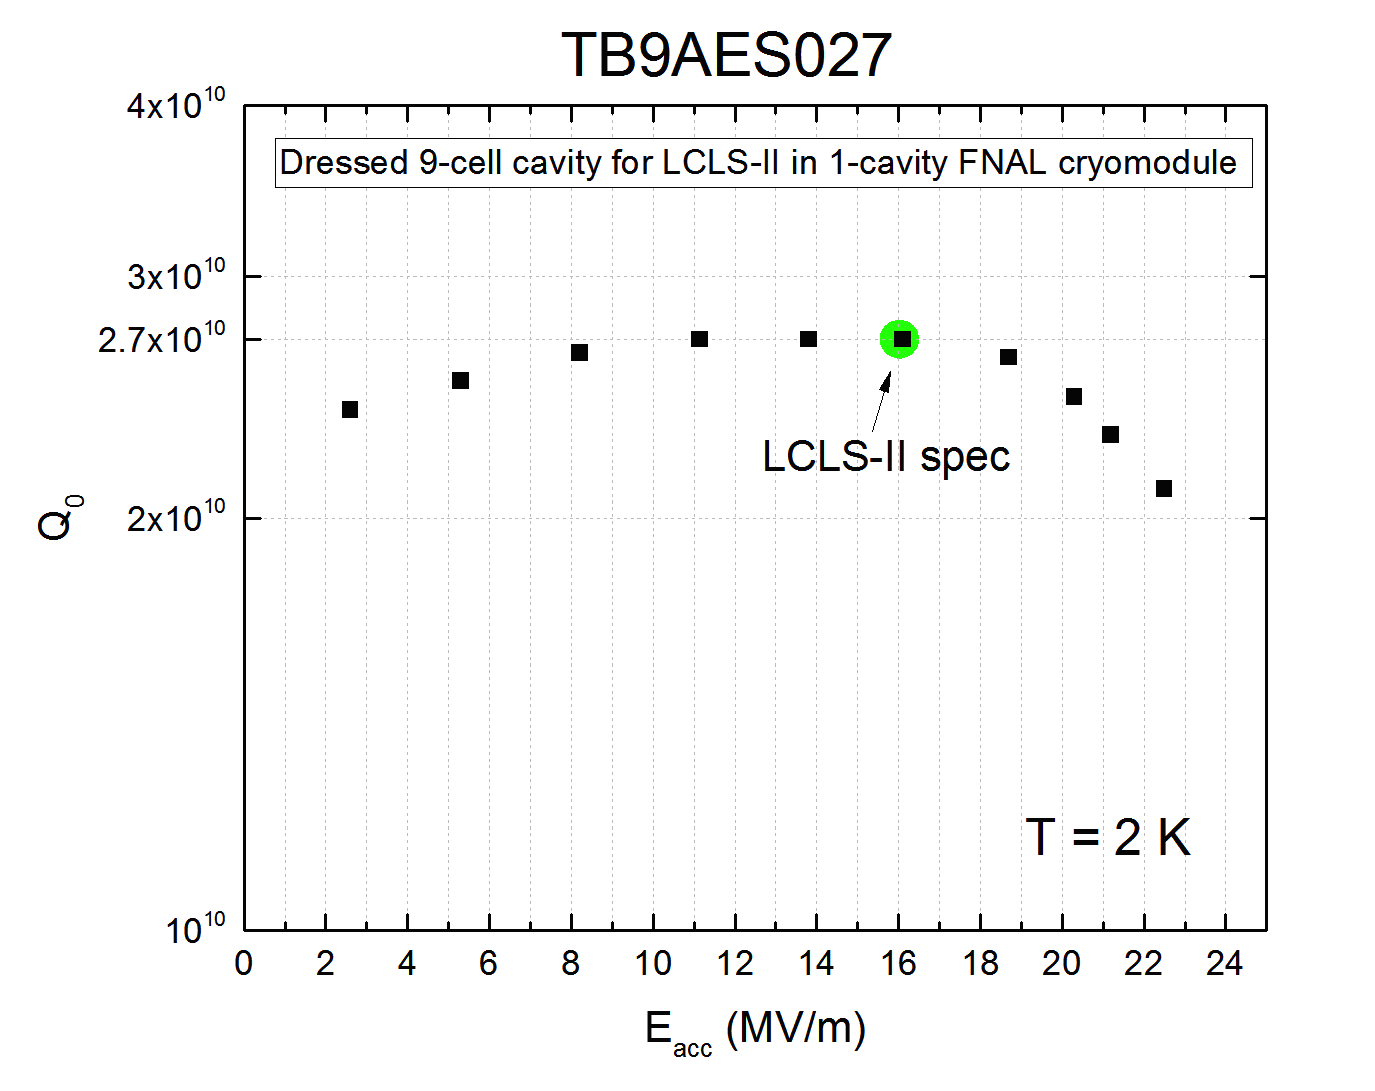 TB9AES027
4x10^10
Dressed 9-cell cavity for LCLS-II in 1-cavity FNAL cryomodule
3x10^10
2.7x10^10
LCLS-II spec
Q_0
2x10^10
T = 2 K
10^10
0 2 4 6 8 10 12 14 16 18 20 22 24
E_acc (MV/m)